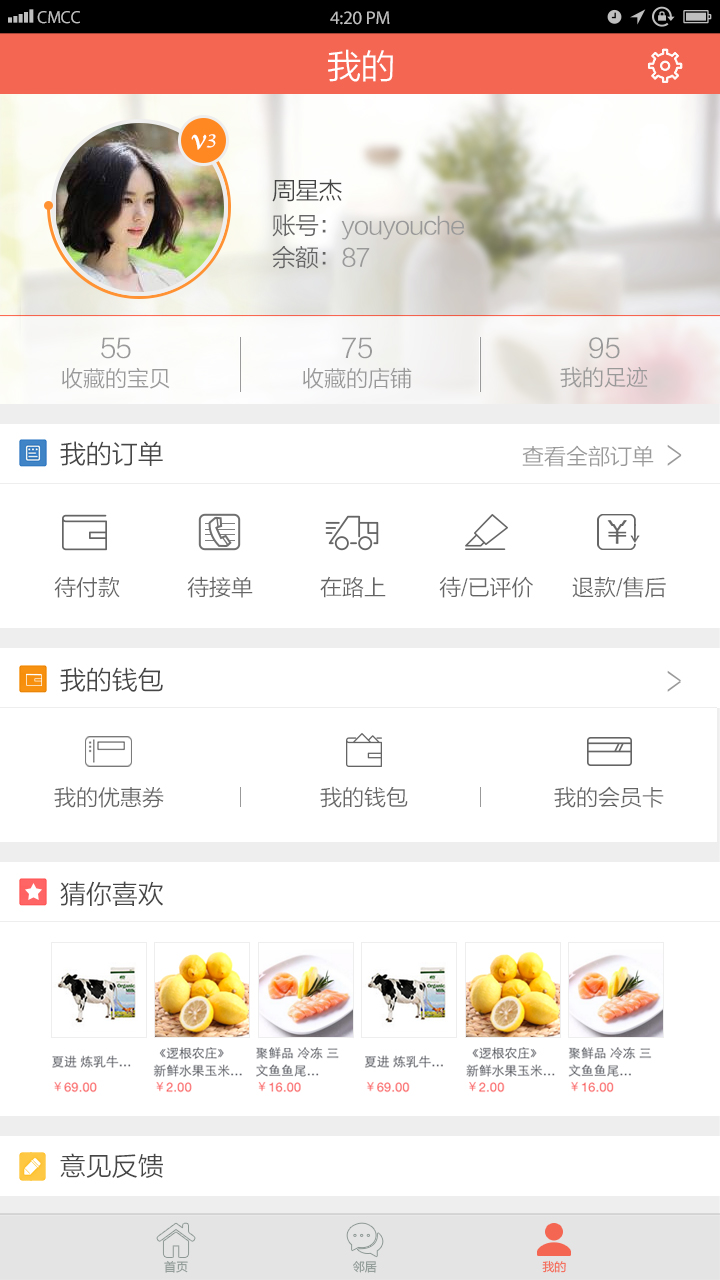 CMCC 4:20 PM
我的
V3
周星杰
账号：youyouche
余额：87
55 75 95
收藏的宝贝 收藏的店铺 我的足迹
我的订单 查看全部订单
待付款 待接单 在路上 待/已评价 退款/售后
我的钱包
我的优惠券 我的钱包 我的会员卡
猜你喜欢
Organic
夏进 炼乳牛... 《逻根农庄》 聚鲜品 冷冻 三 夏进 炼乳牛... 《逻根农庄》 聚鲜品 冷冻 三
新鲜水果玉米... 文鱼鱼尾... 新鲜水果玉米... 文鱼鱼尾...
￥69.00 ￥2.00 ￥16.00 ￥69.00 ￥2.00 ￥16.00
意见反馈
首页 邻居 我的